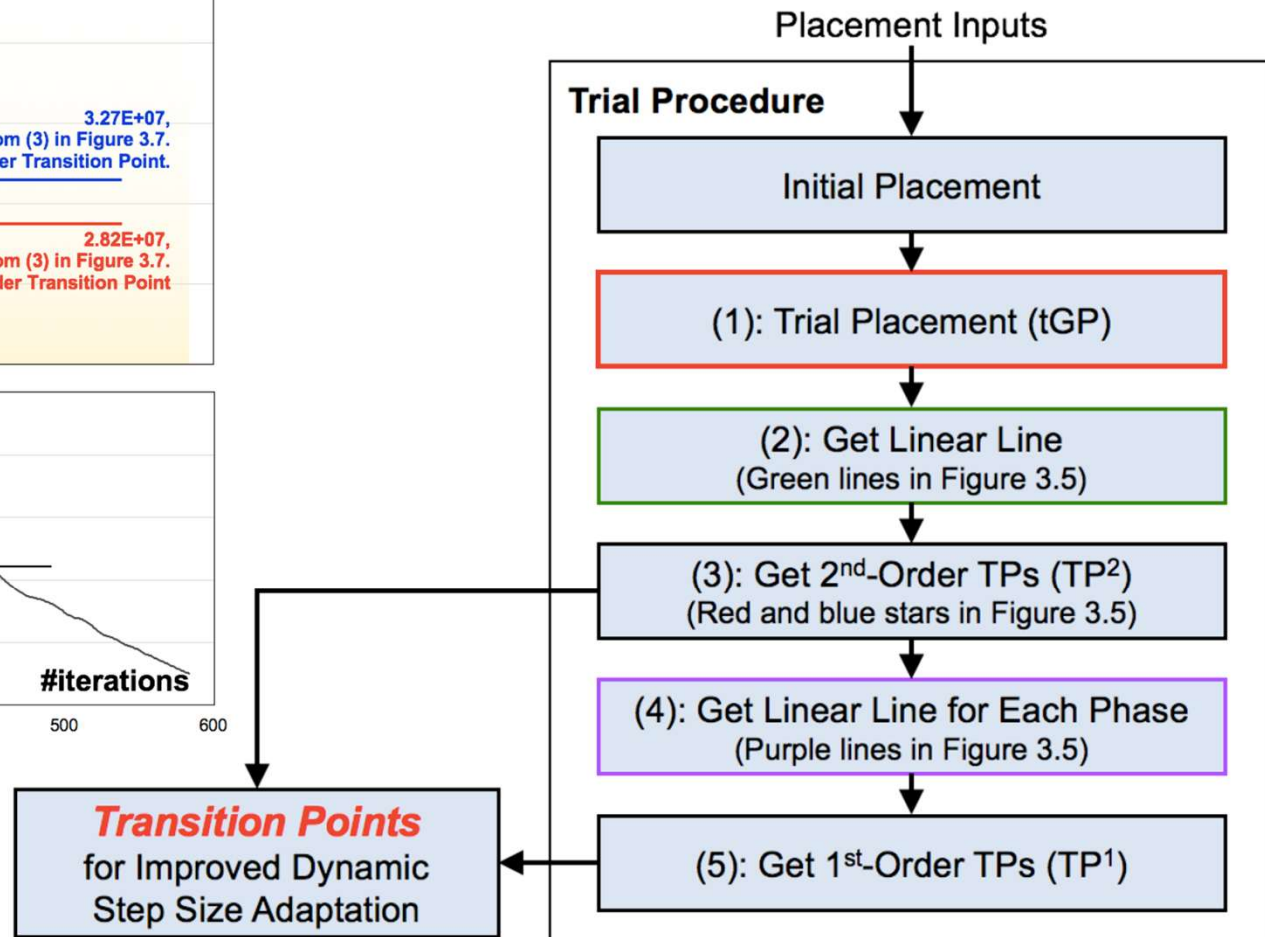 3.27E+07,
(3) in Figure 3.7.
Transition Point.
2.82E+07,
(3) in Figure 3.7.
Transition Point
#iterations
500
600
Placement Inputs
Trial Procedure
Initial Placement
(1): Trial Placement (tGP)
(2): Get Linear Line
(Green lines in Figure 3.5)
(3): Get 2nd-Order TPs (TP²)
(Red and blue stars in Figure 3.5)
(4): Get Linear Line for Each Phase
(Purple lines in Figure 3.5)
(5): Get 1st-Order TPs (TP¹)
Transition Points
for Improved Dynamic
Step Size Adaptation